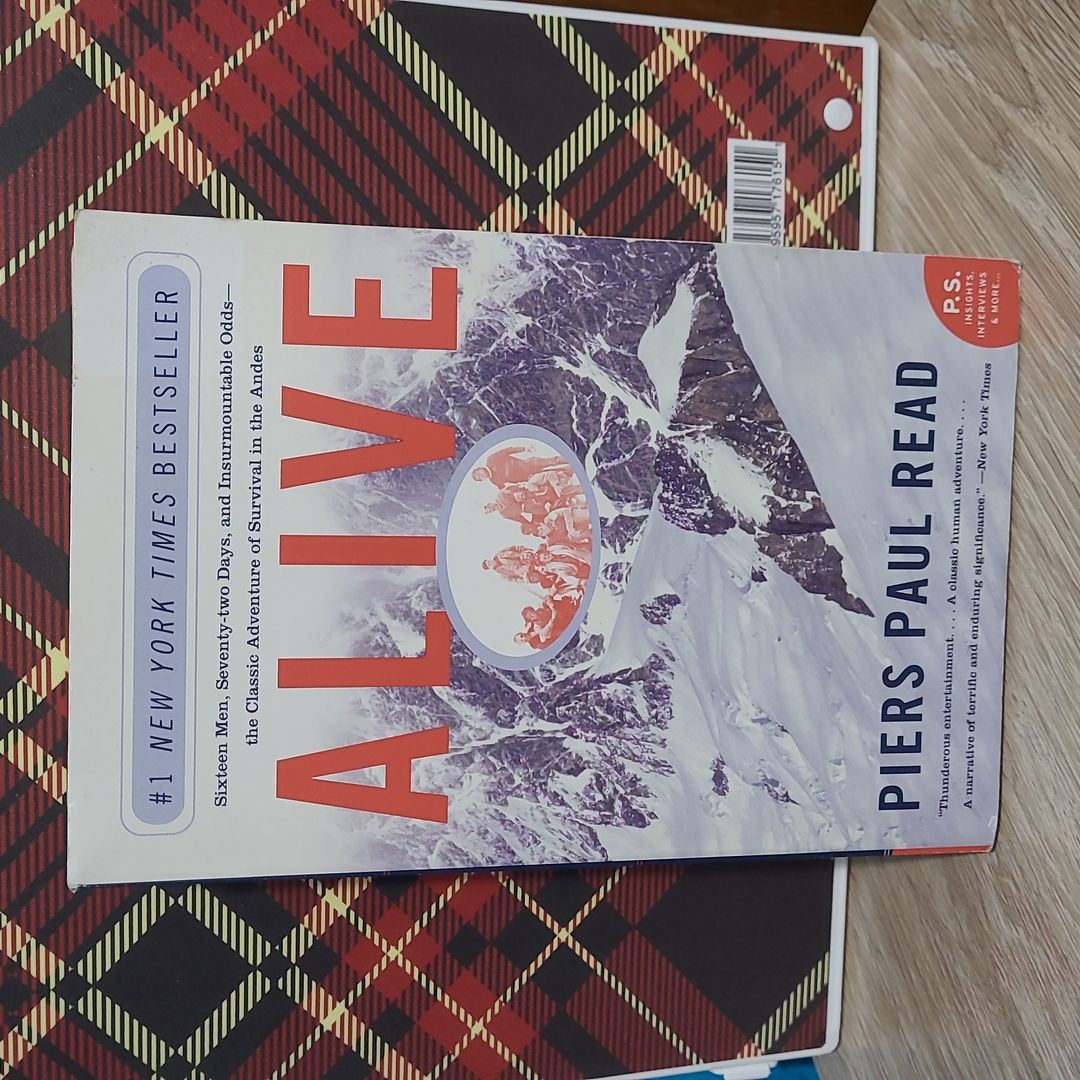 #1 NEW YORK TIMES BESTSELLER
Sixteen Men, Seventy-two Days, and Insurmountable Odds—
the Classic Adventure of Survival in the Andes
ALIVE
PIERS PAUL READ
"Thunderous entertainment. . . . A classic human adventure. . . .
A narrative of terrific and enduring significance." —New York Times
P.S.
INSIGHTS,
INTERVIEWS
& MORE...
95957 17615